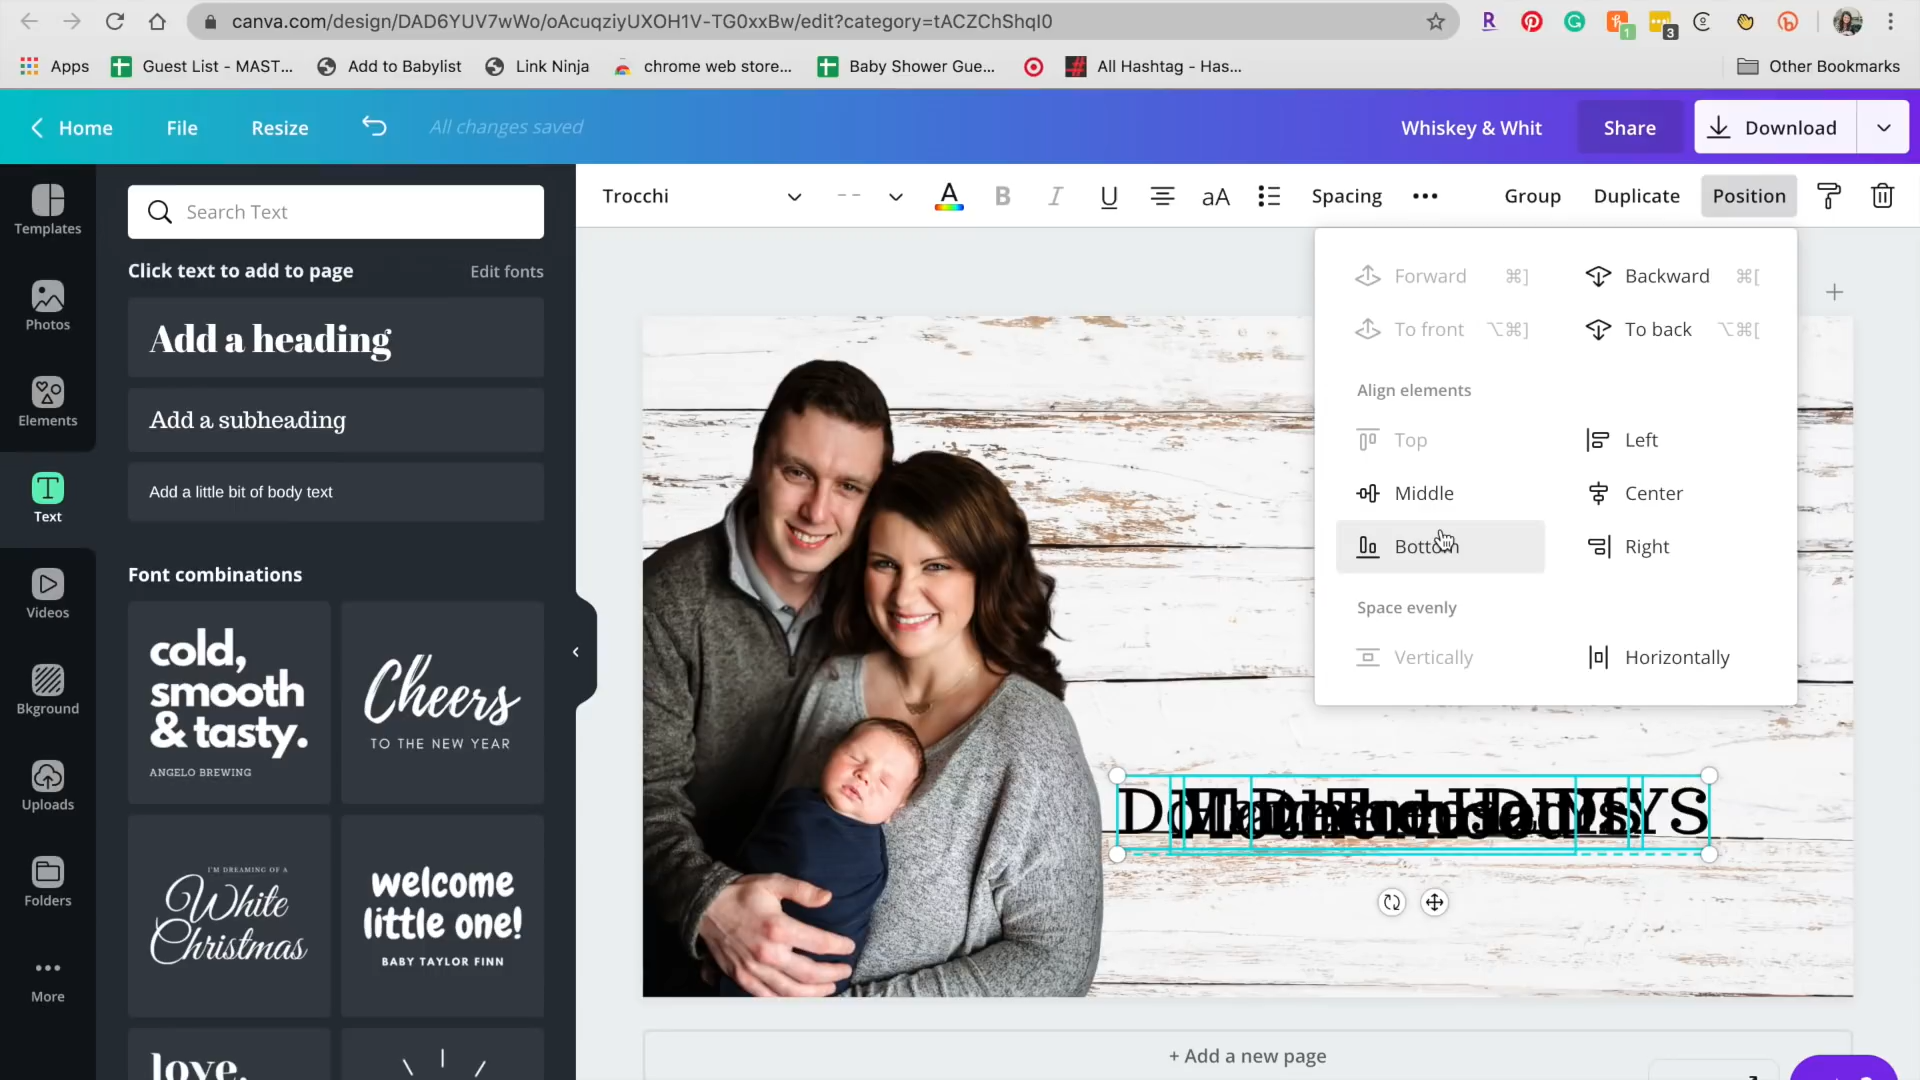 canva.com/design/DAD6YUV7wWo/oAcuqziyUXOH1V-TG0xxBw/edit?category=tACZChShqI0
1
3
Apps
Guest List - MAST...
Add to Babylist
Link Ninja
chrome web store...
Baby Shower Gue...
All Hashtag - Has...
Other Bookmarks
Home
File
Resize
All changes saved
Whiskey & Whit
Share
Download
Templates
Photos
Elements
Text
Videos
Bkground
Uploads
Folders
More
Search Text
Click text to add to page
Edit fonts
Add a heading
Add a subheading
Add a little bit of body text
Font combinations
cold,
smooth
& tasty.
ANGELO BREWING
Cheers
TO THE NEW YEAR
I'M DREAMING OF A
White
Christmas
welcome
little one!
BABY TAYLOR FINN
love.
Trocchi
-- 
A
B
I
U
aA
Spacing
Group
Duplicate
Position
Forward ⌘]
Backward ⌘[
To front ⌥⌘]
To back ⌥⌘[
Align elements
Top
Left
Middle
Center
Bottom
Right
Space evenly
Vertically
Horizontally
+ Add a new page